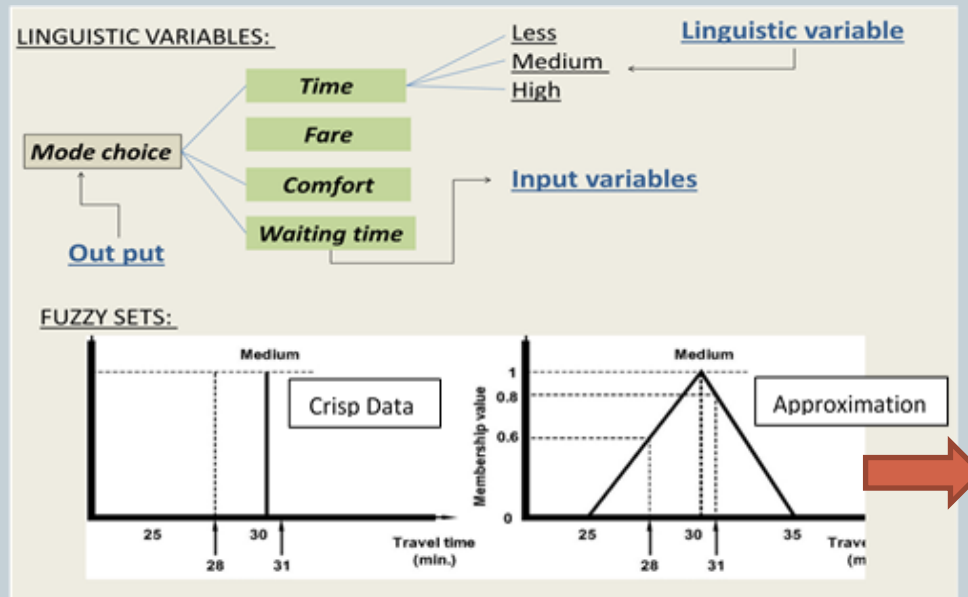 LINGUISTIC VARIABLES:
Less
Medium
High
Linguistic variable
Time
Fare
Mode choice
Comfort
Input variables
Waiting time
Out put
FUZZY SETS:
Medium
Crisp Data
25
30
28
31
Travel time
(min.)
Medium
Approximation
Membership value
1
0.8
0.6
0
25
30
35
28
31
Trave
(m